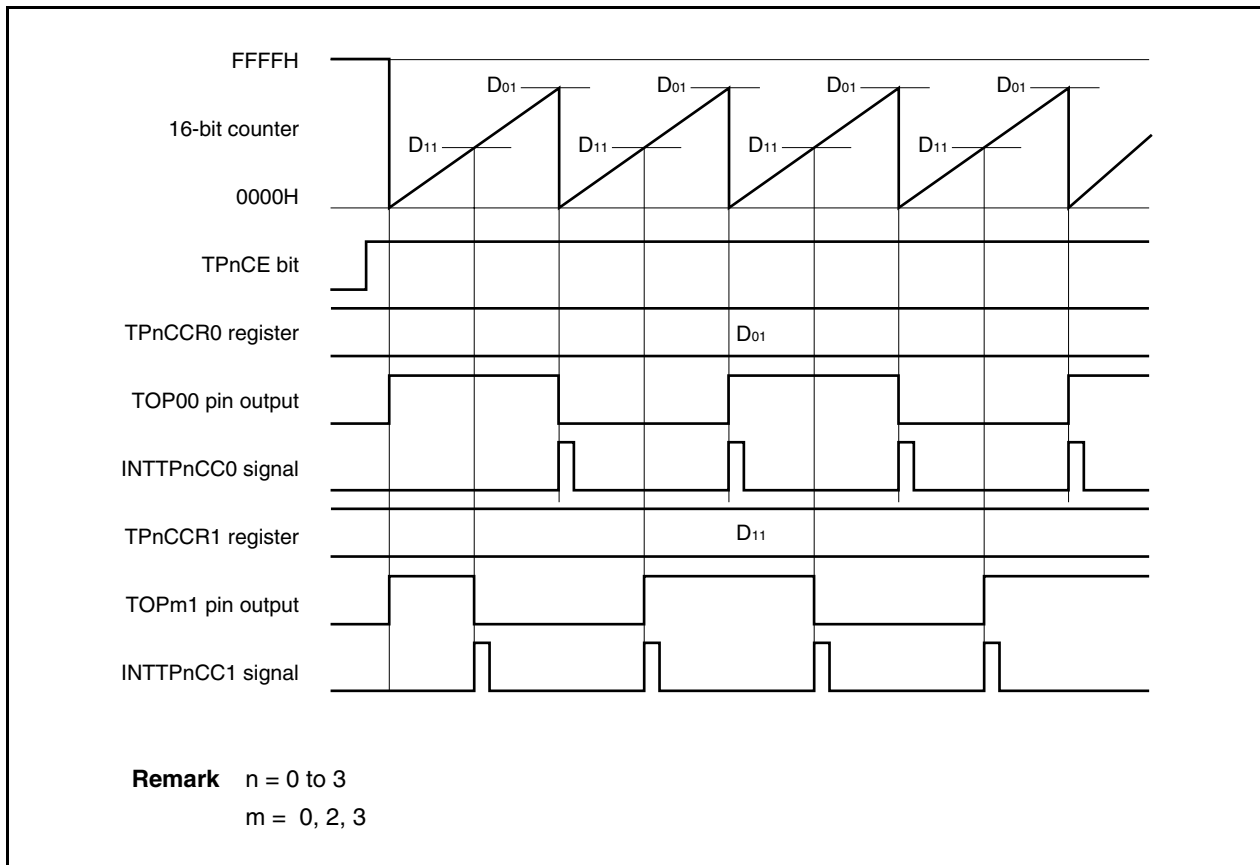 FFFFH
D01 D01 D01 D01
16-bit counter
D11 D11 D11 D11
0000H
TPnCE bit
TPnCCR0 register D01
TOP00 pin output
INTTPnCC0 signal
TPnCCR1 register D11
TOPm1 pin output
INTTPnCC1 signal
Remark n = 0 to 3
m = 0, 2, 3